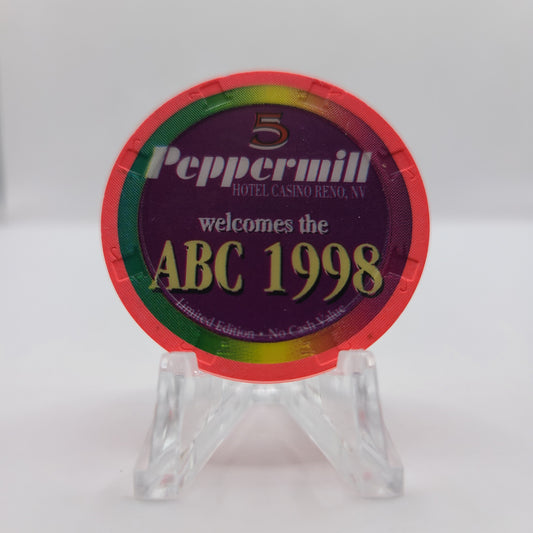 5
Peppermill
HOTEL CASINO RENO, NV
welcomes the
ABC 1998
Limited Edition • No Cash Value